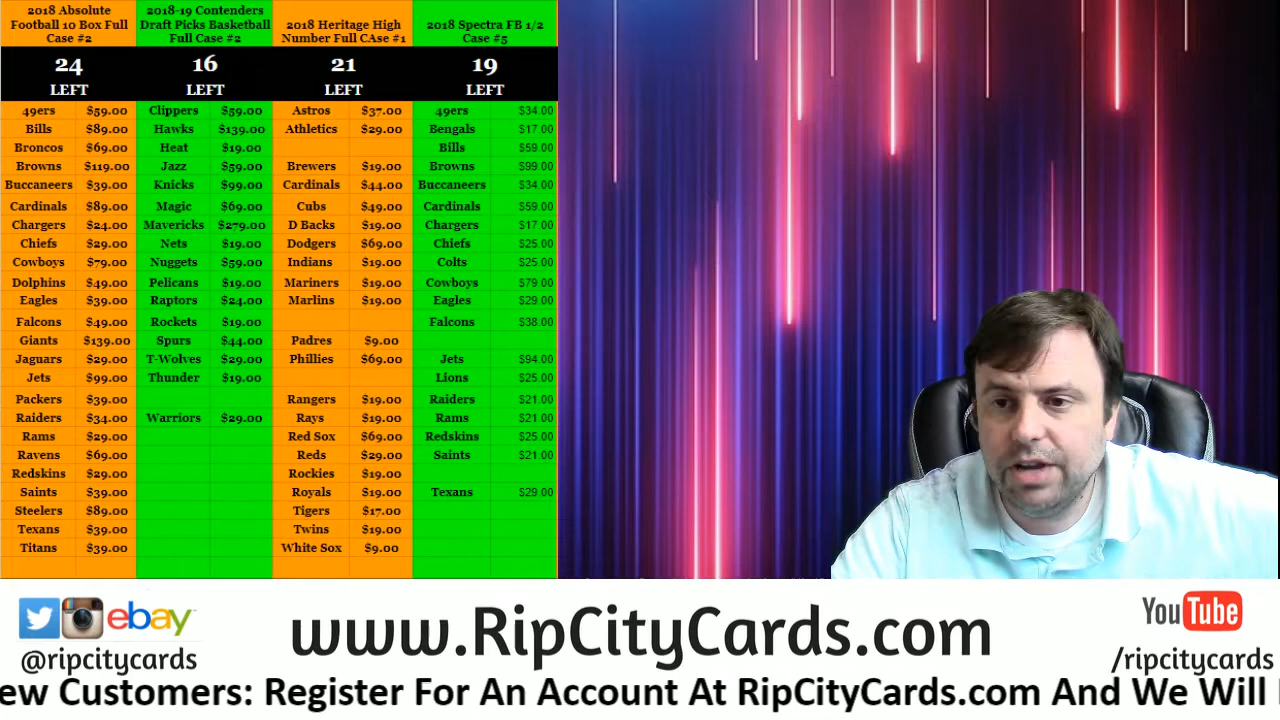 2018 Absolute
Football 10 Box Full
Case #2
24
LEFT
49ers $59.00
Bills $89.00
Broncos $69.00
Browns $119.00
Buccaneers $39.00
Cardinals $89.00
Chargers $24.00
Chiefs $29.00
Cowboys $79.00
Dolphins $49.00
Eagles $39.00
Falcons $49.00
Giants $139.00
Jaguars $29.00
Jets $99.00
Packers $39.00
Raiders $34.00
Rams $29.00
Ravens $69.00
Redskins $29.00
Saints $39.00
Steelers $89.00
Texans $39.00
Titans $39.00
2018-19 Contenders
Draft Picks Basketball
Full Case #2
16
LEFT
Clippers $59.00
Hawks $139.00
Heat $19.00
Jazz $59.00
Knicks $99.00
Magic $69.00
Mavericks $279.00
Nets $19.00
Nuggets $59.00
Pelicans $19.00
Raptors $24.00
Rockets $19.00
Spurs $44.00
T-Wolves $29.00
Thunder $19.00
Warriors $29.00
2018 Heritage High
Number Full CAse #1
21
LEFT
Astros $37.00
Athletics $29.00
Brewers $19.00
Cardinals $44.00
Cubs $49.00
D Backs $19.00
Dodgers $69.00
Indians $19.00
Mariners $19.00
Marlins $19.00
Padres $9.00
Phillies $69.00
Rangers $19.00
Rays $19.00
Red Sox $69.00
Reds $29.00
Rockies $19.00
Royals $19.00
Tigers $17.00
Twins $19.00
White Sox $9.00
2018 Spectra FB 1/2
Case #5
19
LEFT
49ers $34.00
Bengals $17.00
Bills $59.00
Browns $99.00
Buccaneers $34.00
Cardinals $59.00
Chargers $17.00
Chiefs $25.00
Colts $25.00
Cowboys $79.00
Eagles $29.00
Falcons $38.00
Jets $94.00
Lions $25.00
Raiders $21.00
Rams $21.00
Redskins $25.00
Saints $21.00
Texans $29.00
ebay
@ripcitycards
www.RipCityCards.com
YouTube
/ripcitycards
ew Customers: Register For An Account At RipCityCards.com And We Will